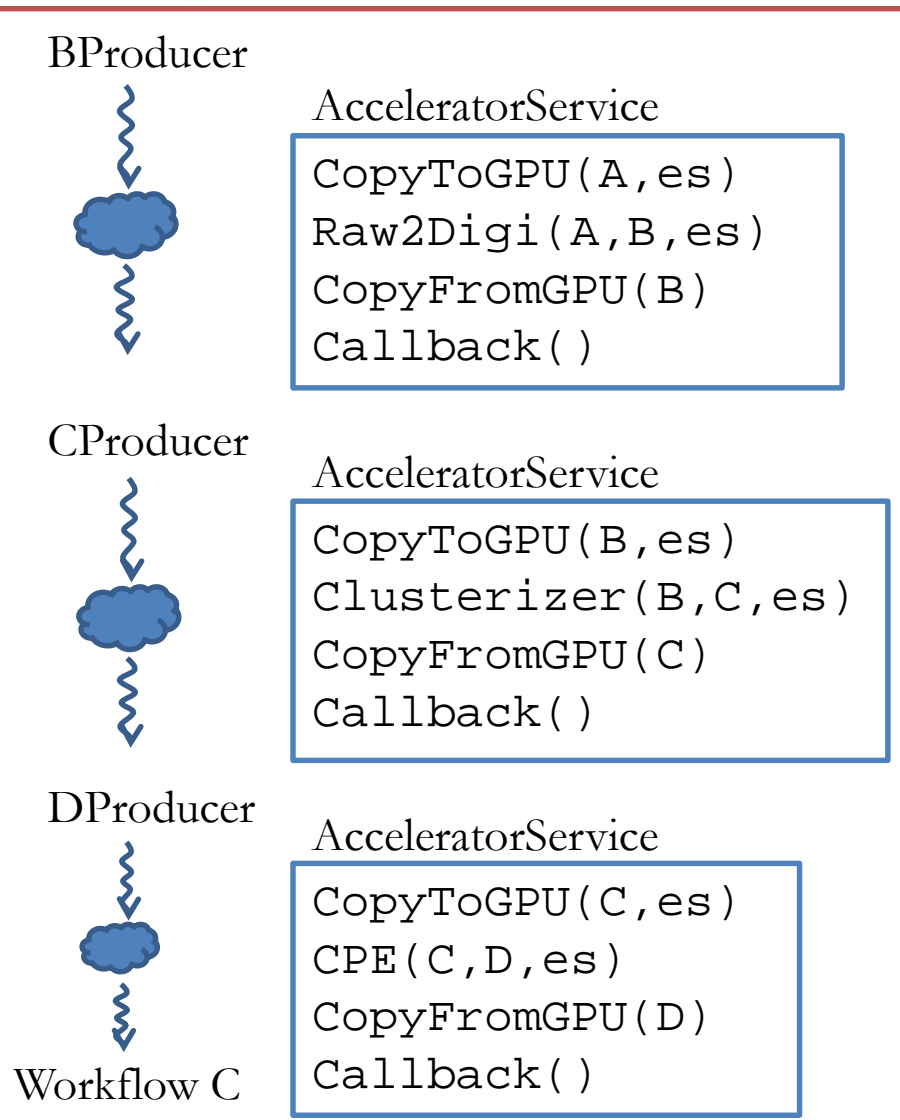 BProducer
AcceleratorService
CopyToGPU(A,es)
Raw2Digi(A,B,es)
CopyFromGPU(B)
Callback()
CProducer
AcceleratorService
CopyToGPU(B,es)
Clusterizer(B,C,es)
CopyFromGPU(C)
Callback()
DProducer
AcceleratorService
CopyToGPU(C,es)
CPE(C,D,es)
CopyFromGPU(D)
Callback()
Workflow C